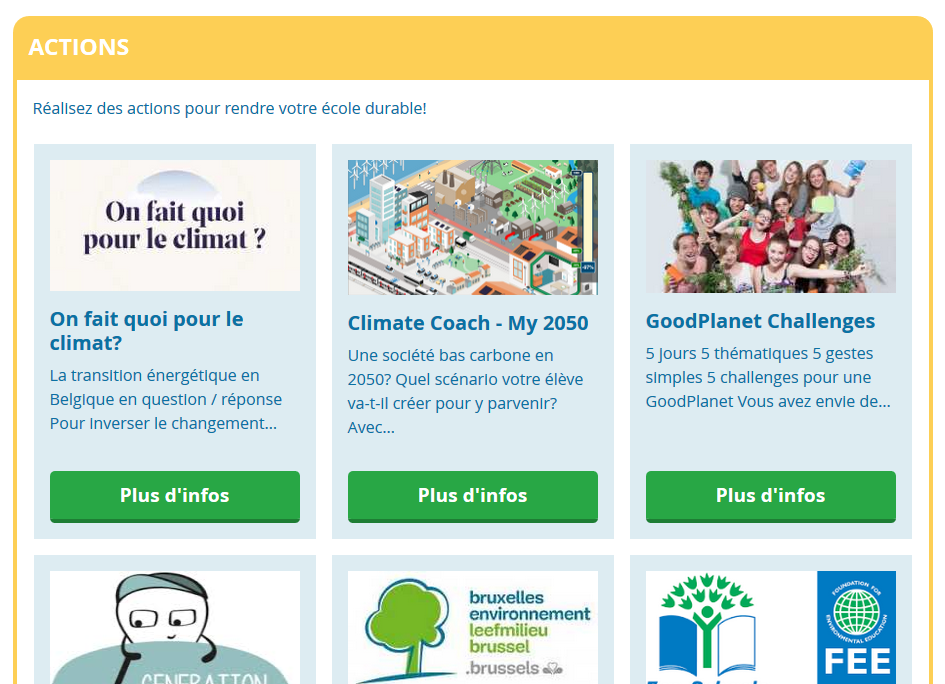 ACTIONS
Réalisez des actions pour rendre votre école durable!
On fait quoi
pour le climat ?
On fait quoi pour le
climat?
La transition énergétique en
Belgique en question / réponse
Pour inverser le changement...
Plus d'infos
-47%
Climate Coach - My 2050
Une société bas carbone en
2050? Quel scénario votre élève
va-t-il créer pour y parvenir?
Avec...
Plus d'infos
GoodPlanet Challenges
5 jours 5 thématiques 5 gestes
simples 5 challenges pour une
GoodPlanet Vous avez envie de...
Plus d'infos
GENERATION
bruxelles
environnement
leefmilieu
brussel
.brussels
FOUNDATION FOR
ENVIRONMENTAL EDUCATION
FEE